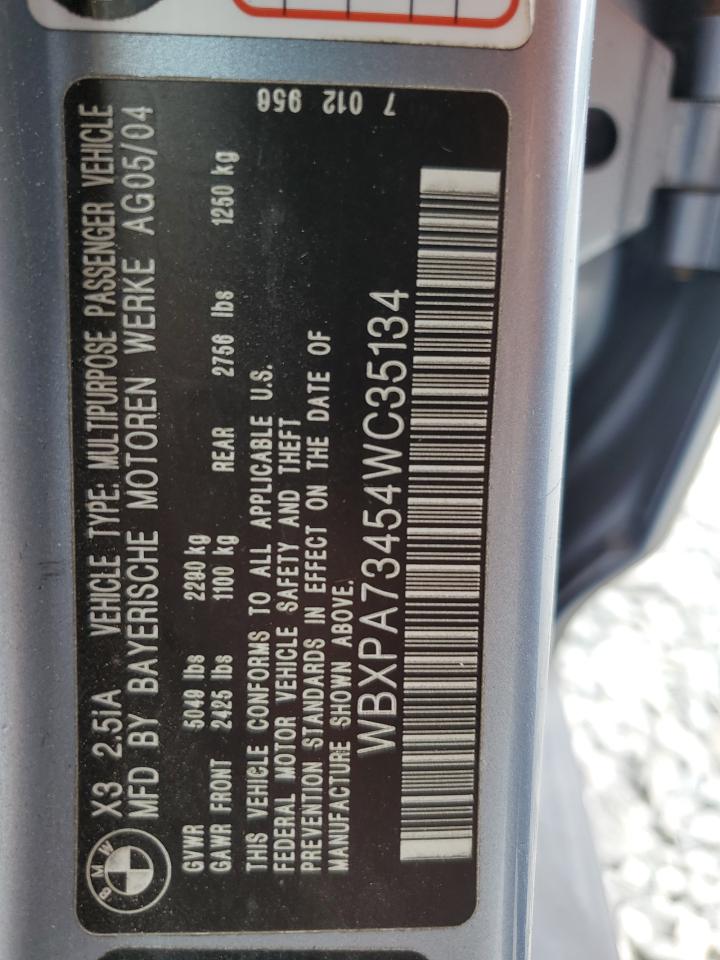 BMW
X3 2.5IA VEHICLE TYPE: MULTIPURPOSE PASSENGER VEHICLE
MFD BY BAYERISCHE MOTOREN WERKE AG05/04
GVWR 5049 lbs 2290 kg
GAWR FRONT 2425 lbs 1100 kg REAR 2756 lbs 1250 kg
THIS VEHICLE CONFORMS TO ALL APPLICABLE U.S.
FEDERAL MOTOR VEHICLE SAFETY AND THEFT
PREVENTION STANDARDS IN EFFECT ON THE DATE OF
MANUFACTURE SHOWN ABOVE.
WBXPA73454WC35134
7 012 956